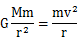 G Mm/r² = mv²/r